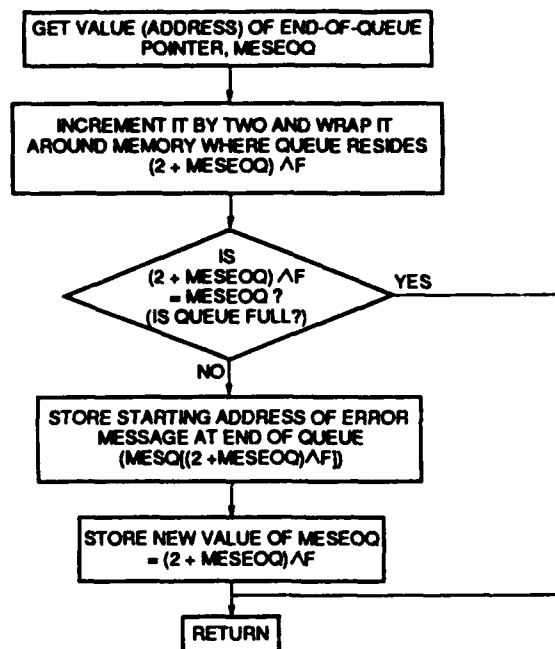 GET VALUE (ADDRESS) OF END-OF-QUEUE
POINTER, MESEOQ
INCREMENT IT BY TWO AND WRAP IT
AROUND MEMORY WHERE QUEUE RESIDES
(2 + MESEOQ) ∧F
IS
(2 + MESEOQ) ∧F
= MESEOQ ?
(IS QUEUE FULL?)
YES
NO
STORE STARTING ADDRESS OF ERROR
MESSAGE AT END OF QUEUE
(MESQ[(2 +MESEOQ)∧F])
STORE NEW VALUE OF MESEOQ
= (2 + MESEOQ)∧F
RETURN